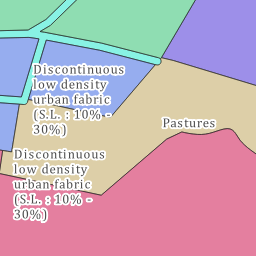 Discontinuous
low density
urban fabric
(S.L. : 10% -
30%)
Pastures
Discontinuous
low density
urban fabric
(S.L. : 10% -
30%)